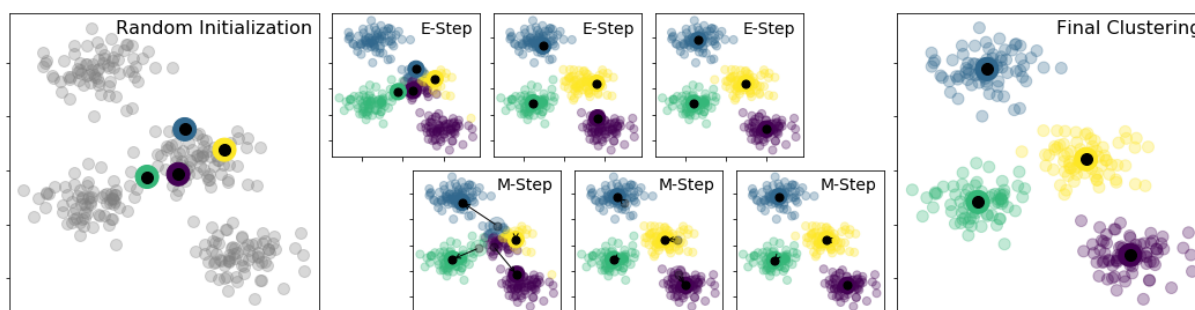 Random Initialization
E-Step
E-Step
E-Step
Final Clustering
M-Step
M-Step
M-Step